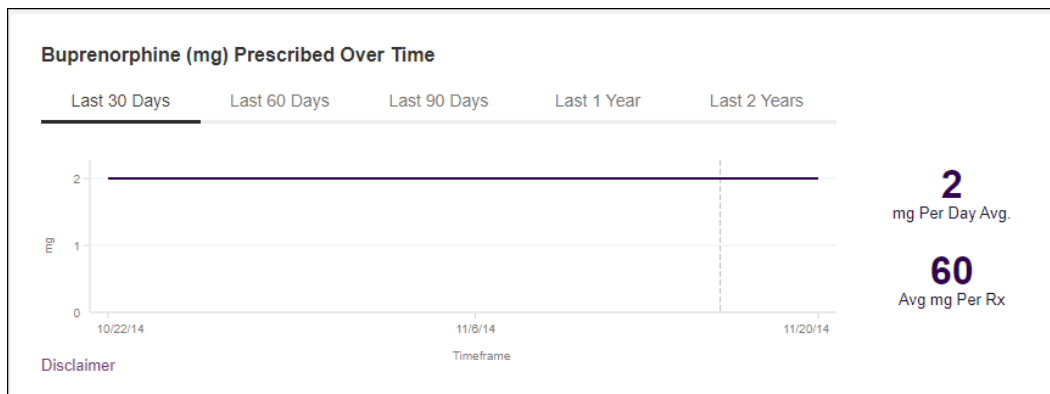 Buprenorphine (mg) Prescribed Over Time
Last 30 Days Last 60 Days Last 90 Days Last 1 Year Last 2 Years
2
1
0
mg
10/22/14 11/6/14 11/20/14
Timeframe
2
mg Per Day Avg.
60
Avg mg Per Rx
Disclaimer